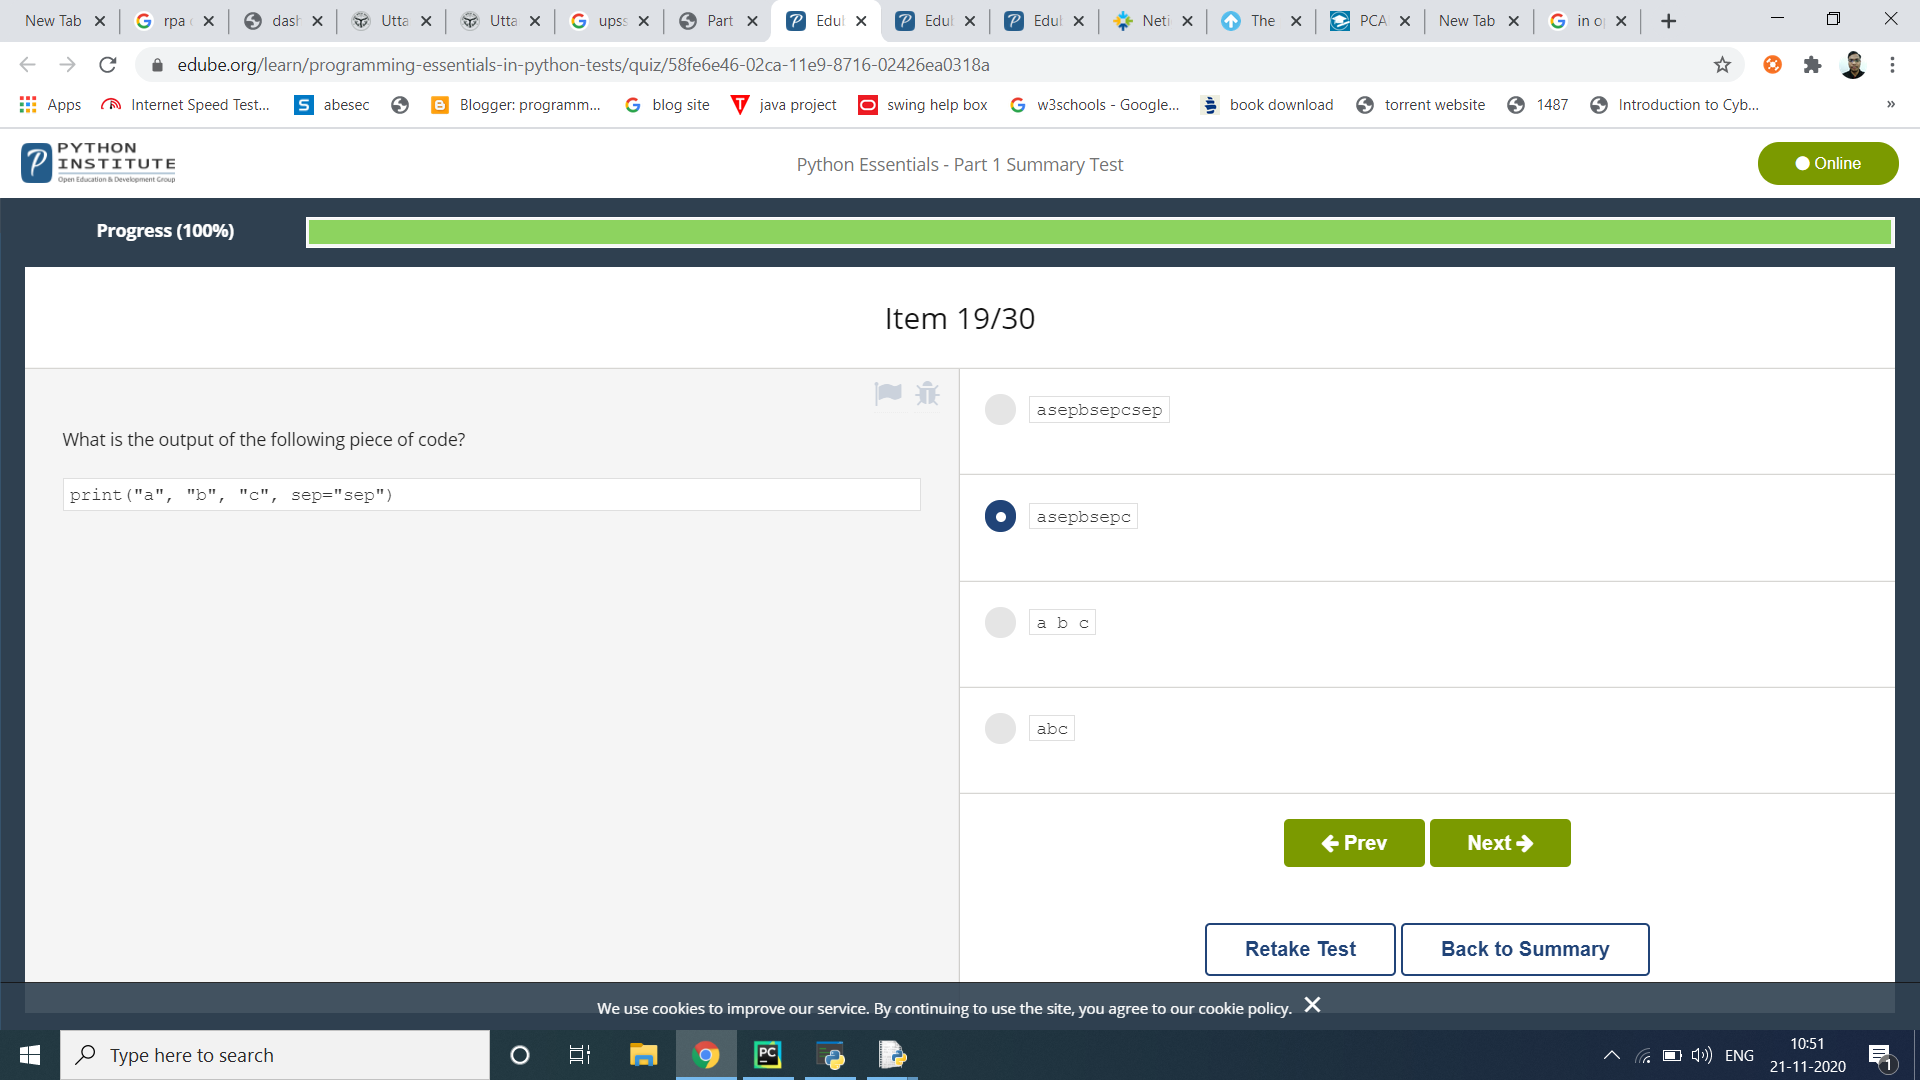 New Tab
rpa
dash
Utta
Utta
upss
Part
Edu
Edu
Edu
Neti
The
PCA
New Tab
in o
edube.org/learn/programming-essentials-in-python-tests/quiz/58fe6e46-02ca-11e9-8716-02426ea0318a
Apps
Internet Speed Test...
S abesec
Blogger: programm...
blog site
java project
swing help box
w3schools - Google...
book download
torrent website
1487
Introduction to Cyb...
»
PYTHON
INSTITUTE
Open Education & Development Group
Python Essentials - Part 1 Summary Test
Online
Progress (100%)
Item 19/30
What is the output of the following piece of code?
print("a", "b", "c", sep="sep")
asepbsepcsep
asepbsepc
a b c
abc
Prev
Next
Retake Test
Back to Summary
We use cookies to improve our service. By continuing to use the site, you agree to our cookie policy.
Type here to search
PC
ENG
10:51
21-11-2020
1